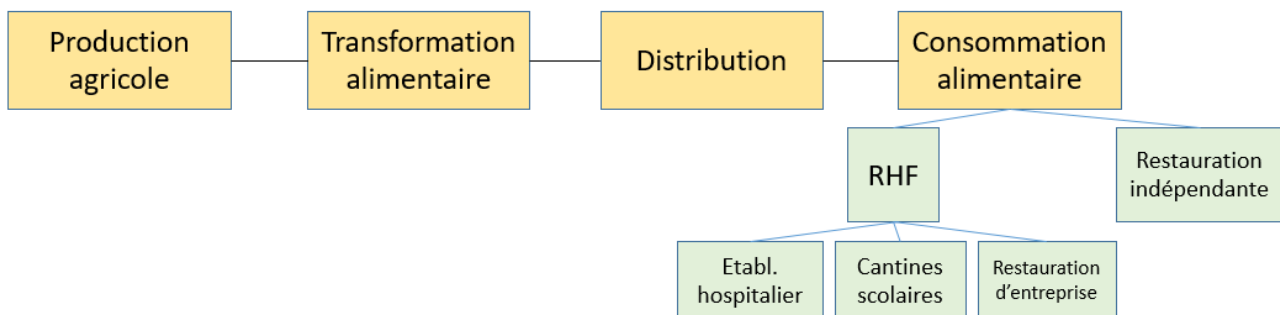 Production
agricole
Transformation
alimentaire
Distribution
Consommation
alimentaire
RHF
Restauration
indépendante
Etabl.
hospitalier
Cantines
scolaires
Restauration
d’entreprise